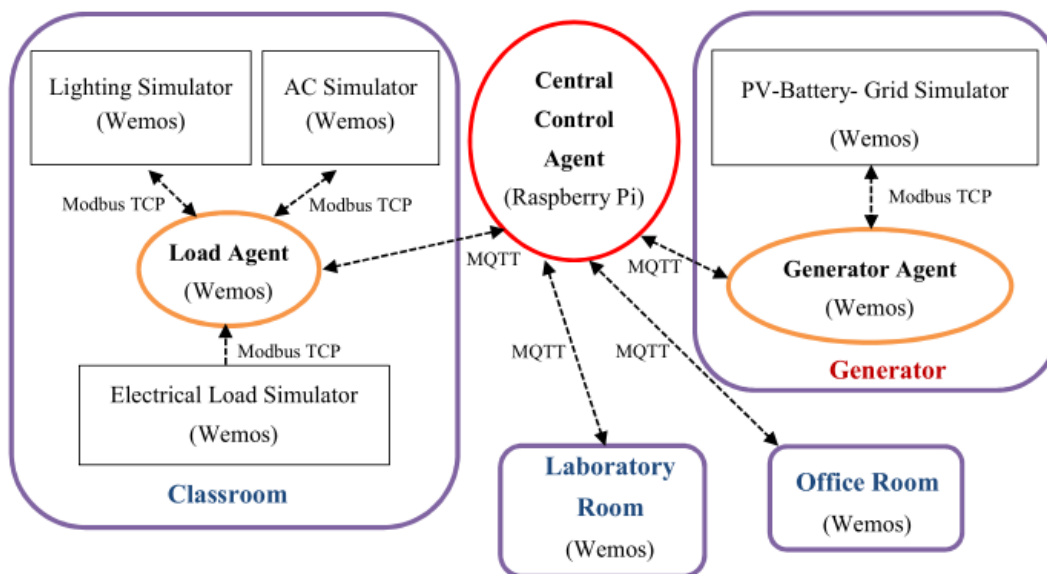 Lighting Simulator
(Wemos)
AC Simulator
(Wemos)
Modbus TCP
Modbus TCP
Load Agent
(Wemos)
Modbus TCP
Electrical Load Simulator
(Wemos)
Classroom
Central
Control
Agent
(Raspberry Pi)
MQTT
MQTT
MQTT
MQTT
PV-Battery- Grid Simulator
(Wemos)
Modbus TCP
Generator Agent
(Wemos)
Generator
Laboratory
Room
(Wemos)
Office Room
(Wemos)